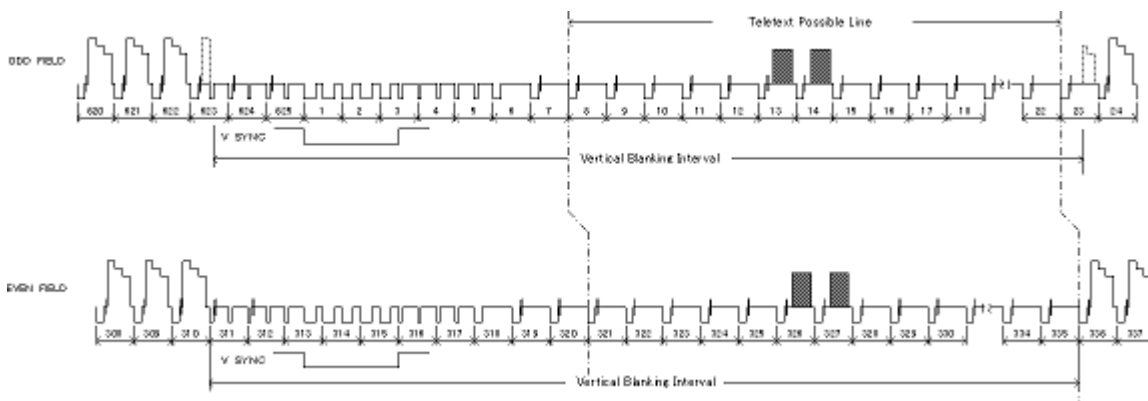 Teletext Possible Line
ODD FIELD
620 621 622 623 624 625 1 2 3 4 5 6 7 8 9 10 11 12 13 14 15 16 17 18 22 23 24
V SYNC
Vertical Blanking Interval
EVEN FIELD
308 309 310 311 312 313 314 315 316 317 318 319 320 321 322 323 324 325 326 327 328 329 330 334 335 336 337
V SYNC
Vertical Blanking Interval